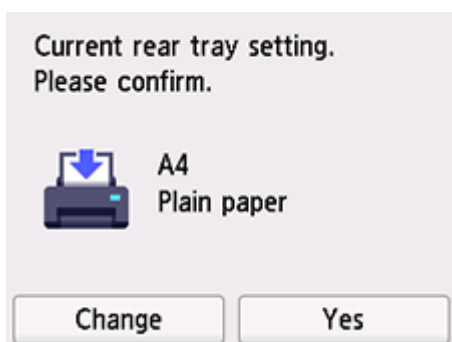 Current rear tray setting.
Please confirm.
A4
Plain paper
Change
Yes